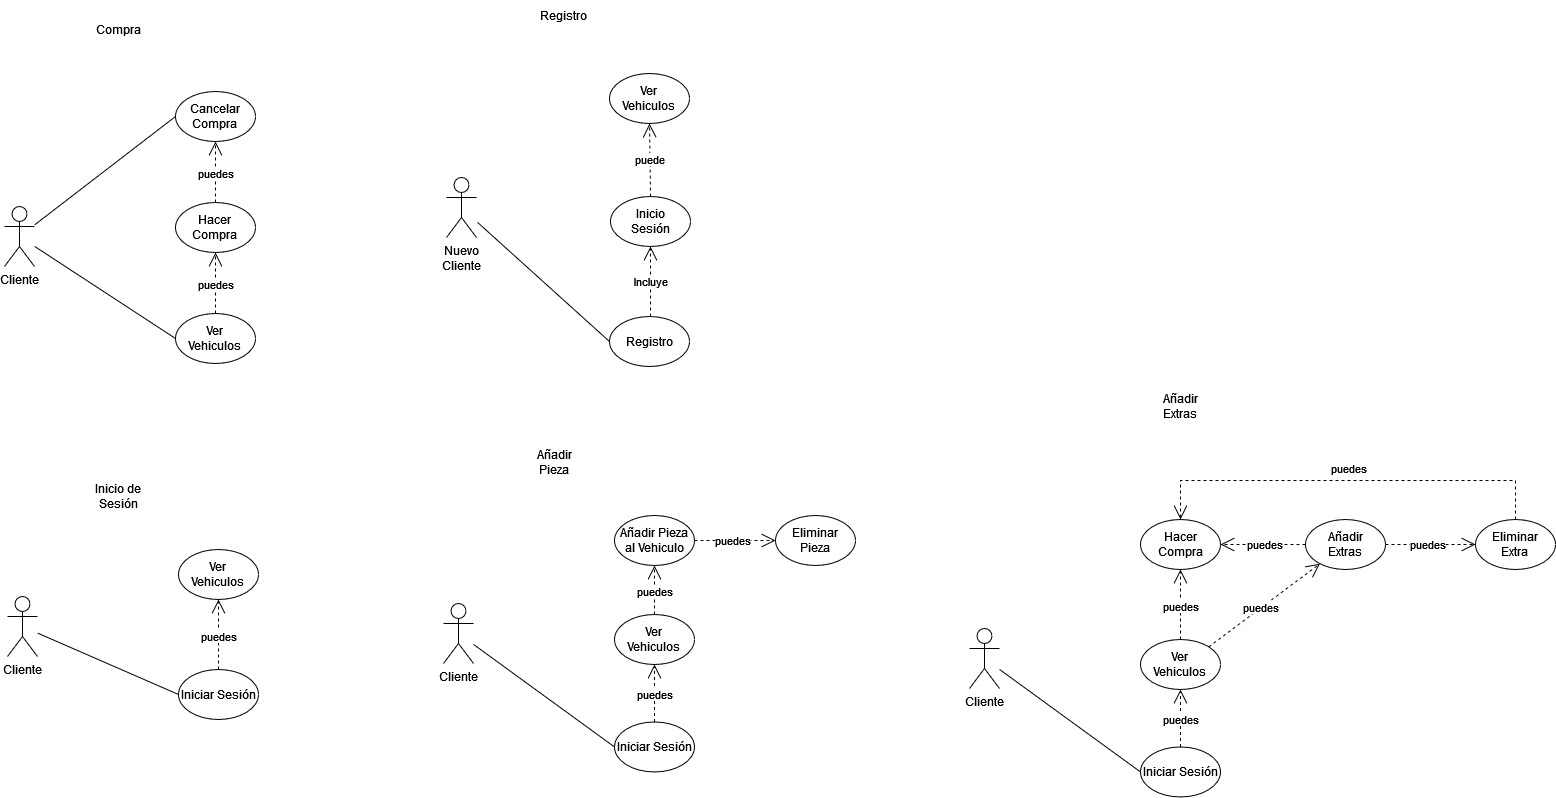 Compra
Cancelar
Compra
puedes
Hacer
Compra
puedes
Cliente
Ver
Vehiculos
Registro
Ver
Vehiculos
puede
Inicio
Sesión
Nuevo
Cliente
Incluye
Registro
Inicio de
Sesión
Ver
Vehiculos
puedes
Cliente
Iniciar Sesión
Añadir
Pieza
Añadir Pieza
al Vehiculo
puedes
Eliminar
Pieza
puedes
Ver
Vehiculos
Cliente
puedes
Iniciar Sesión
Añadir
Extras
puedes
Hacer
Compra
puedes
Añadir
Extras
puedes
Eliminar
Extra
puedes
puedes
Ver
Vehiculos
Cliente
puedes
Iniciar Sesión